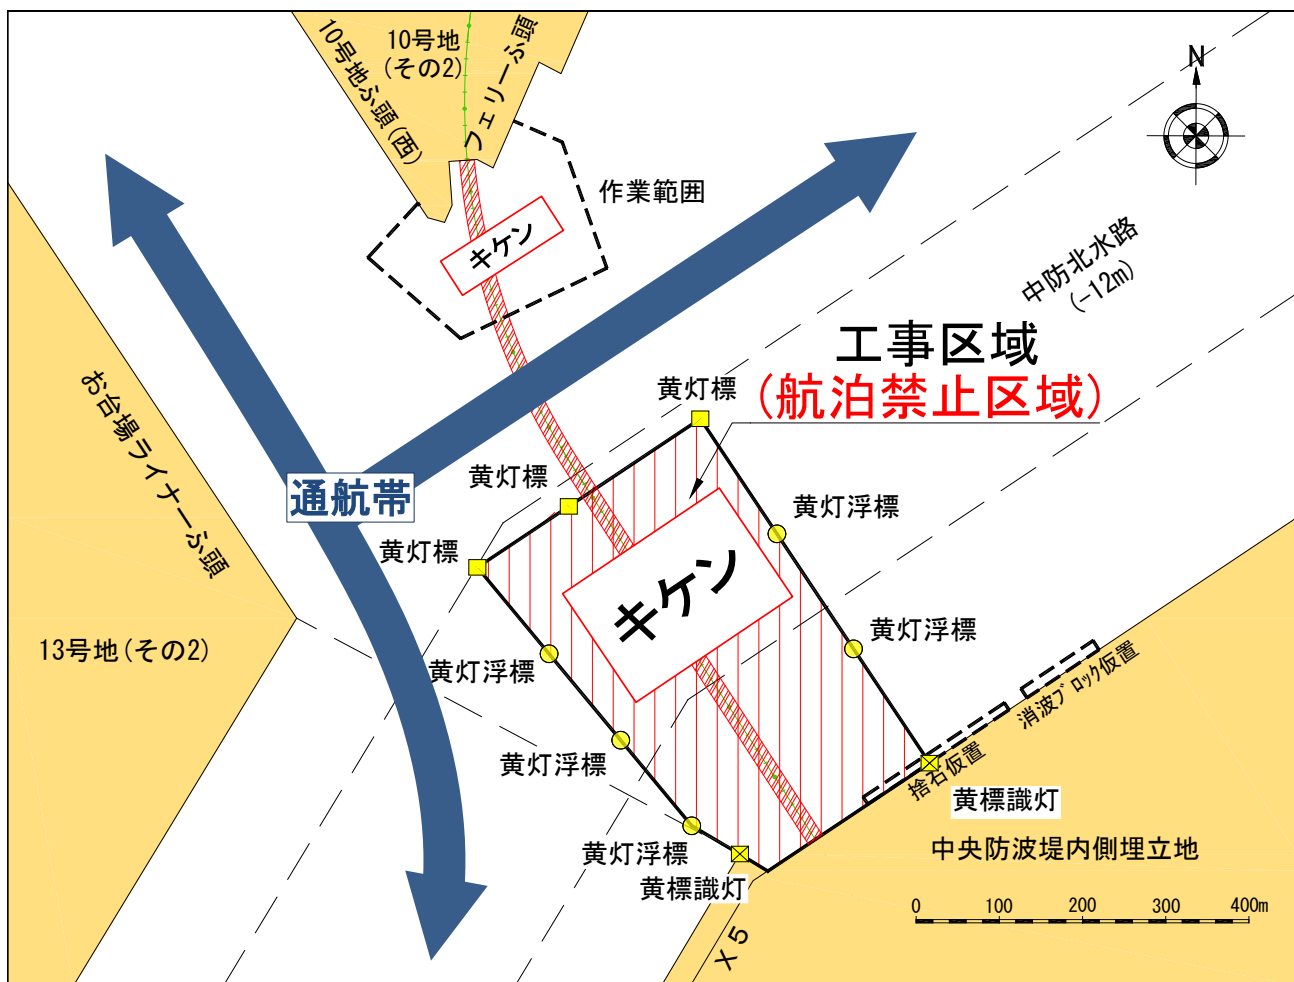 10号地
(その2)
10号地ふ頭(西)
フェリーふ頭
N
作業範囲
キケン
中防北水路
(-12m)
工事区域
(航泊禁止区域)
黄灯標
お台場ライナーふ頭
黄灯標
通航帯
黄灯浮標
黄灯標
キケン
黄灯浮標
13号地(その2)
黄灯浮標
消波ブロック仮置
黄灯浮標
捨石仮置
黄標識灯
黄灯浮標
中央防波堤内側埋立地
黄標識灯
0 100 200 300 400m
X5